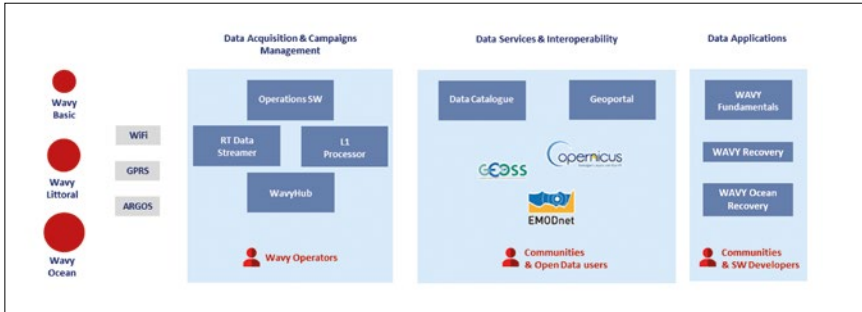 Data Acquisition & Campaigns
Management
Data Services & Interoperability
Data Applications
Wavy
Basic
Wavy
Littoral
Wavy
Ocean
WiFi
GPRS
ARGOS
Operations SW
RT Data
Streamer
L1
Processor
WavyHub
Wavy Operators
Data Catalogue
Geoportal
GEOSS
opernicus
EMODnet
Communities
& Open Data users
WAVY
Fundamentals
WAVY Recovery
WAVY Ocean
Recovery
Communities
& SW Developers